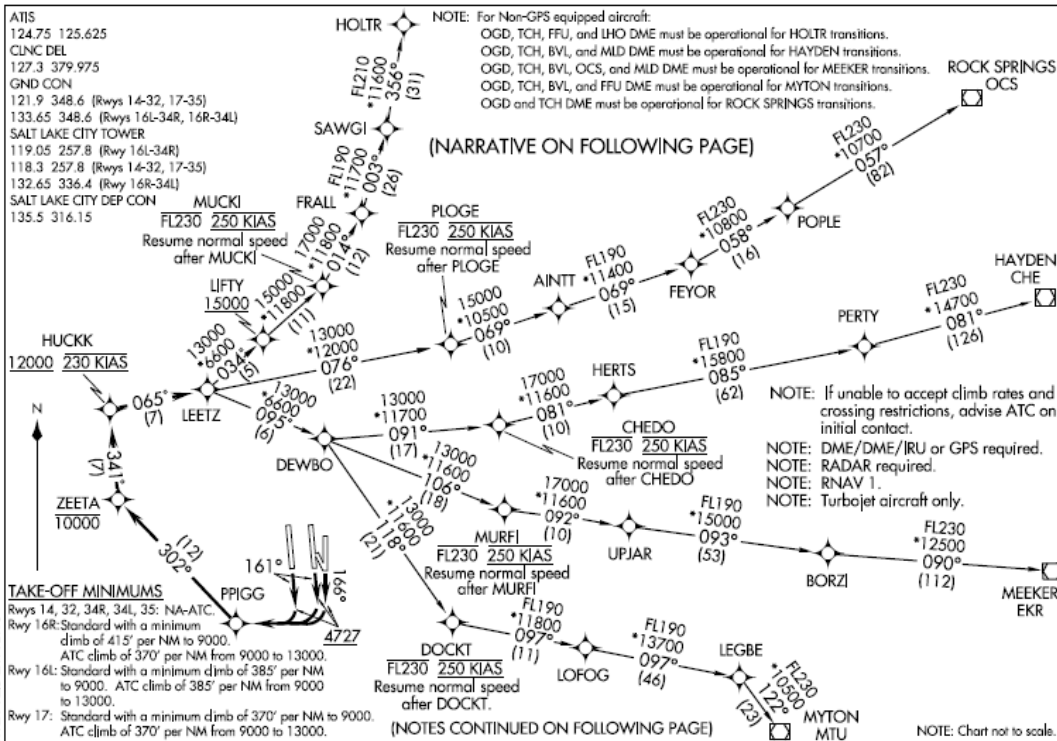 ATIS
124.75 125.625
CLNC DEL
127.3 379.975
GND CON
121.9 348.6 (Rwys 14-32, 17-35)
133.65 348.6 (Rwys 16L-34R, 16R-34L)
SALT LAKE CITY TOWER
119.05 257.8 (Rwy 16L-34R)
118.3 257.8 (Rwys 14-32, 17-35)
132.65 336.4 (Rwy 16R-34L)
SALT LAKE CITY DEP CON
135.5 316.15
NOTE: For Non-GPS equipped aircraft:
OGD, TCH, FFU, and LHO DME must be operational for HOLTR transitions.
OGD, TCH, BVL, and MLD DME must be operational for HAYDEN transitions.
OGD, TCH, BVL, OCS, and MLD DME must be operational for MEEKER transitions.
OGD, TCH, BVL, and FFU DME must be operational for MYTON transitions.
OGD and TCH DME must be operational for ROCK SPRINGS transitions.
(NARRATIVE ON FOLLOWING PAGE)
HOLTR
FL210
*11600
356°
(31)
SAWGI
FL190
*11700
003°
(26)
FRALL
17000
*11800
014°
(12)
MUCKI
FL230 250 KIAS
Resume normal speed
after MUCKI
15000
*11800
(11)
LIFTY
15000
13000
*6600
034°
(5)
HUCKK
12000 230 KIAS
065°
(7)
LEETZ
N
341°
(7)
ZEETA
10000
(12)
302°
PPIGG
161°
166°
4727
13000
*12000
076°
(22)
PLOGE
FL230 250 KIAS
Resume normal speed
after PLOGE
15000
*10500
069°
(10)
AINTT
FL190
*11400
069°
(15)
FEYOR
FL230
*10800
058°
(16)
POPLE
FL230
*10700
057°
(82)
ROCK SPRINGS
OCS
13000
*6600
095°
(6)
DEWBO
13000
*11700
091°
(17)
CHEDO
FL230 250 KIAS
Resume normal speed
after CHEDO
17000
*11600
081°
(10)
HERTS
FL190
*15800
085°
(62)
PERTY
FL230
*14700
081°
(126)
HAYDEN
CHE
13000
*11600
106°
(18)
MURFI
FL230 250 KIAS
Resume normal speed
after MURFI
17000
*11600
092°
(10)
UPJAR
FL190
*15000
093°
(53)
BORZI
FL230
*12500
090°
(112)
MEEKER
EKR
13000
*11600
118°
(21)
DOCKT
FL230 250 KIAS
Resume normal speed
after DOCKT.
FL190
*11800
097°
(11)
LOFOG
FL190
*13700
097°
(46)
LEGBE
FL230
*10500
122°
(23)
MYTON
MTU
NOTE: If unable to accept climb rates and
crossing restrictions, advise ATC on
initial contact.
NOTE: DME/DME/IRU or GPS required.
NOTE: RADAR required.
NOTE: RNAV 1.
NOTE: Turbojet aircraft only.
TAKE-OFF MINIMUMS
Rwys 14, 32, 34R, 34L, 35: NA-ATC.
Rwy 16R: Standard with a minimum
climb of 415' per NM to 9000.
ATC climb of 370' per NM from 9000 to 13000.
Rwy 16L: Standard with a minimum climb of 385' per NM
to 9000. ATC climb of 385' per NM from 9000
to 13000.
Rwy 17: Standard with a minimum climb of 370' per NM to 9000.
ATC climb of 370' per NM from 9000 to 13000.
(NOTES CONTINUED ON FOLLOWING PAGE)
NOTE: Chart not to scale.